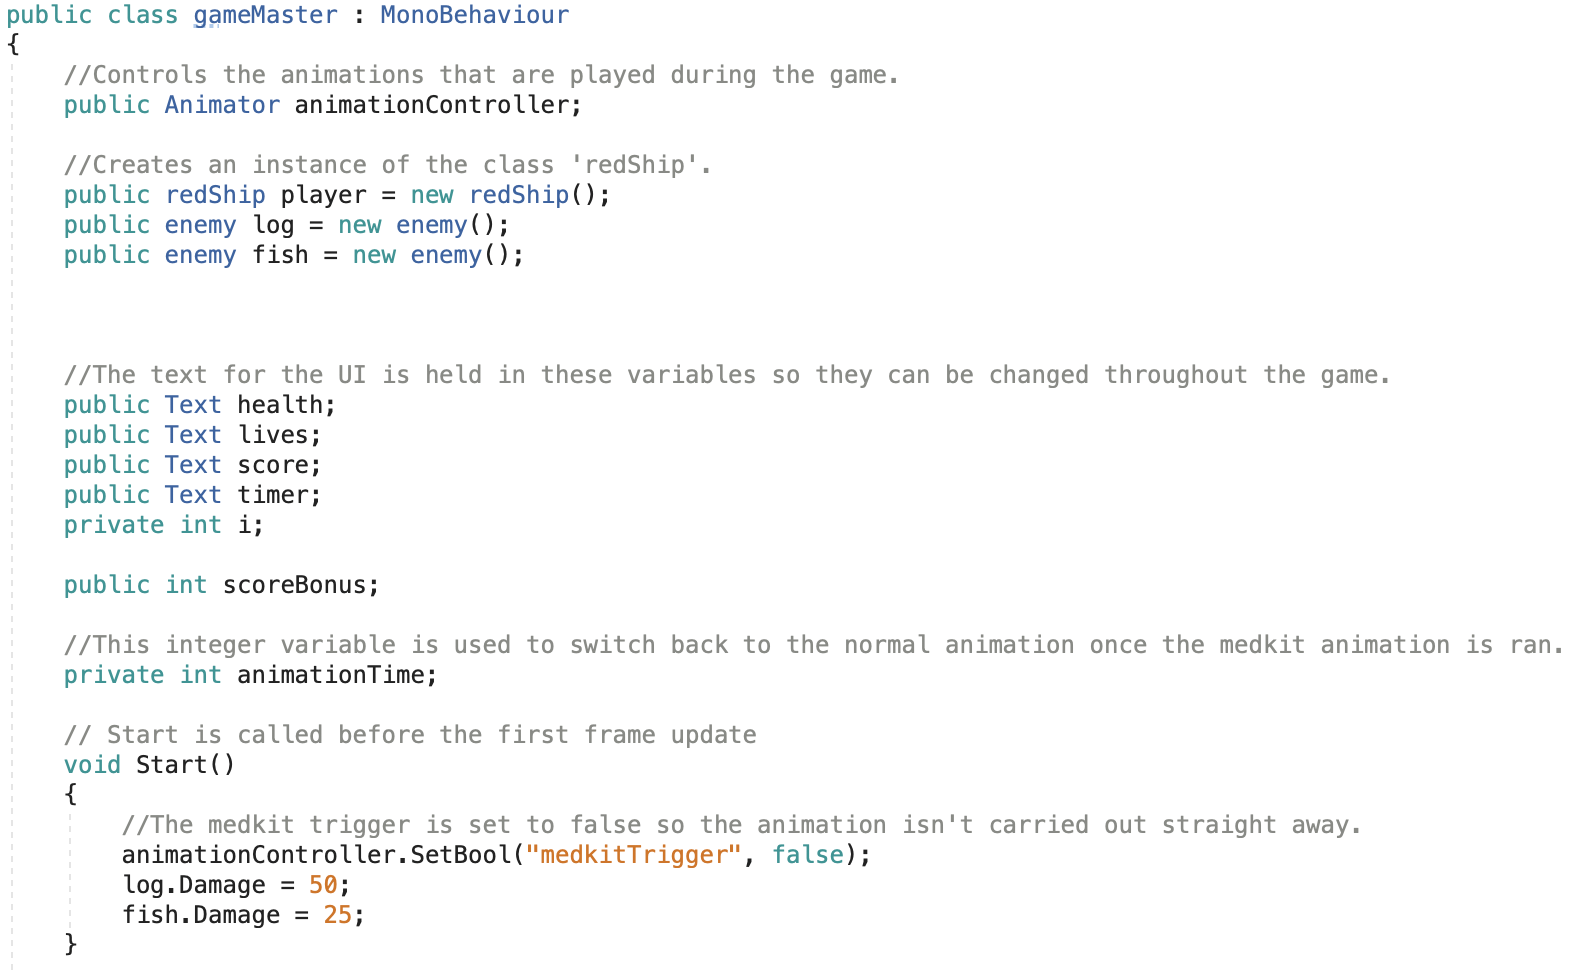 public class gameMaster : MonoBehaviour
{
    //Controls the animations that are played during the game.
    public Animator animationController;

    //Creates an instance of the class 'redShip'.
    public redShip player = new redShip();
    public enemy log = new enemy();
    public enemy fish = new enemy();

    //The text for the UI is held in these variables so they can be changed throughout the game.
    public Text health;
    public Text lives;
    public Text score;
    public Text timer;
    private int i;

    public int scoreBonus;

    //This integer variable is used to switch back to the normal animation once the medkit animation is ran.
    private int animationTime;

    // Start is called before the first frame update
    void Start()
    {
        //The medkit trigger is set to false so the animation isn't carried out straight away.
        animationController.SetBool("medkitTrigger", false);
        log.Damage = 50;
        fish.Damage = 25;
    }